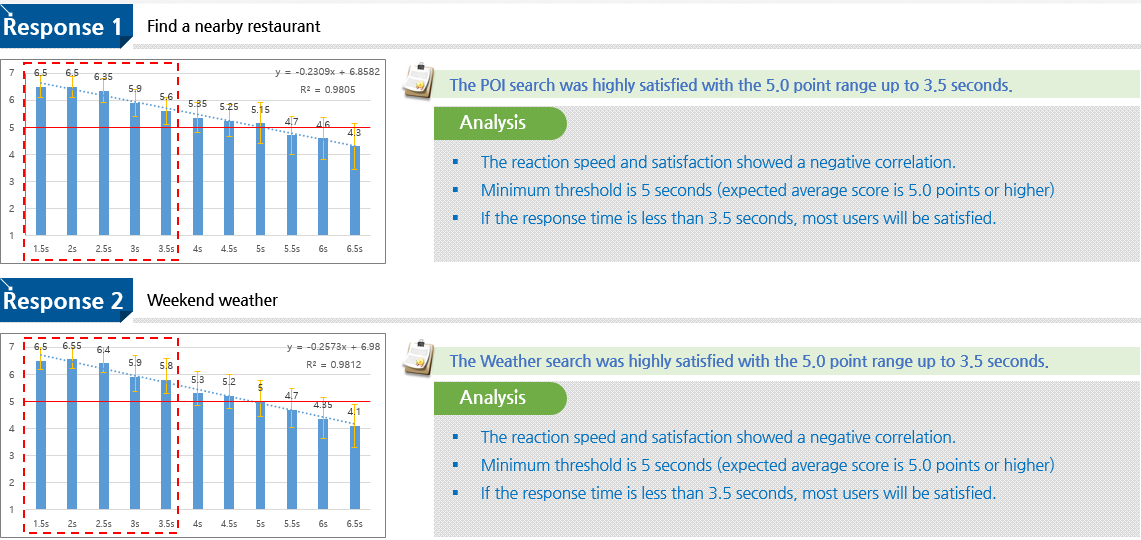 Response 1
Find a nearby restaurant
y = -0.2309x + 6.8582
R² = 0.9805
7
6
5
4
3
2
1
6.5 6.5 6.35 5.9 5.6 5.35 5.25 5.15 4.7 4.6 4.3
1.5s 2s 2.5s 3s 3.5s 4s 4.5s 5s 5.5s 6s 6.5s
The POI search was highly satisfied with the 5.0 point range up to 3.5 seconds.
Analysis
▪ The reaction speed and satisfaction showed a negative correlation.
▪ Minimum threshold is 5 seconds (expected average score is 5.0 points or higher)
▪ If the response time is less than 3.5 seconds, most users will be satisfied.
Response 2
Weekend weather
y = -0.2573x + 6.98
R² = 0.9812
7
6
5
4
3
2
1
6.5 6.55 6.4 5.9 5.8 5.3 5.2 5 4.7 4.35 4.1
1.5s 2s 2.5s 3s 3.5s 4s 4.5s 5s 5.5s 6s 6.5s
The Weather search was highly satisfied with the 5.0 point range up to 3.5 seconds.
Analysis
▪ The reaction speed and satisfaction showed a negative correlation.
▪ Minimum threshold is 5 seconds (expected average score is 5.0 points or higher)
▪ If the response time is less than 3.5 seconds, most users will be satisfied.